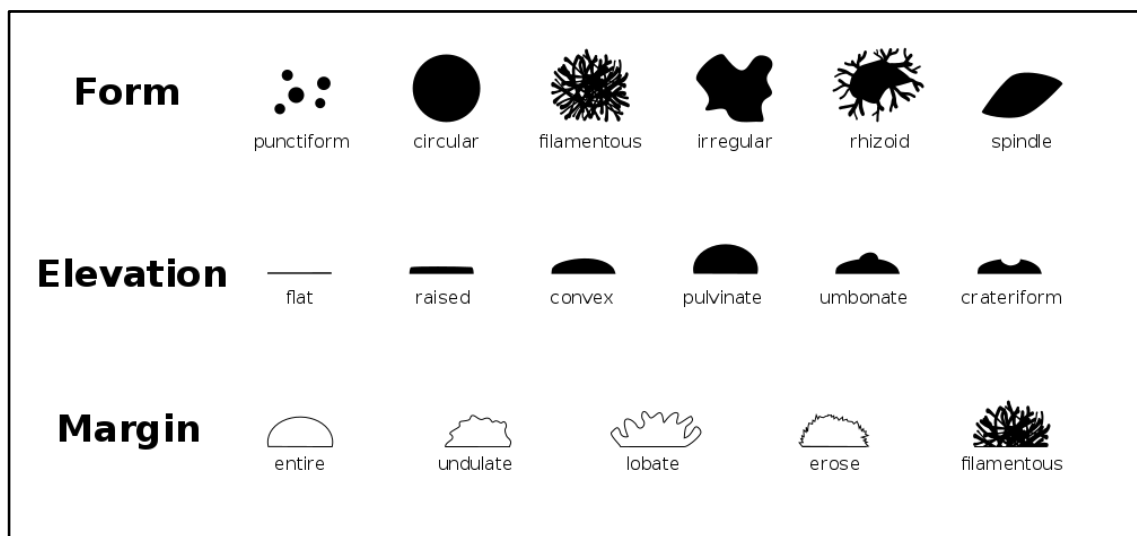 Form
punctiform circular filamentous irregular rhizoid spindle
Elevation
flat raised convex pulvinate umbonate crateriform
Margin
entire undulate lobate erose filamentous